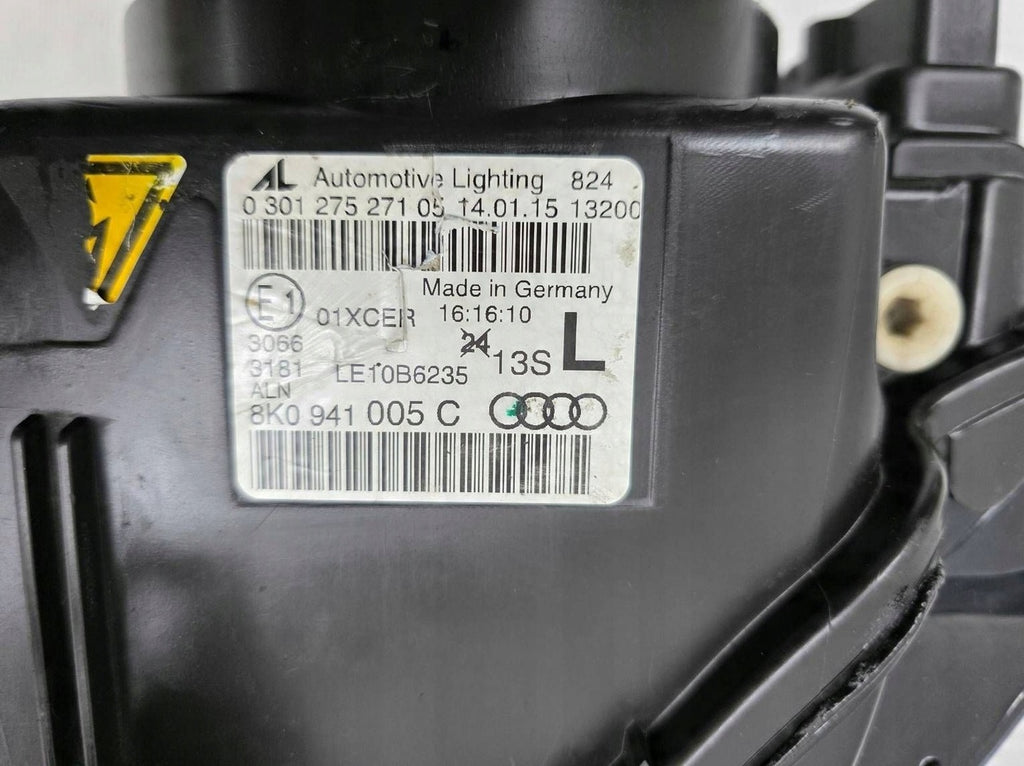 AL Automotive Lighting 824
0 301 275 271 05 14.01.15 13200
Made in Germany
E1 01XCER 16:16:10
3066 24 13S L
3181 LE10B6235
ALN
8K0 941 005 C